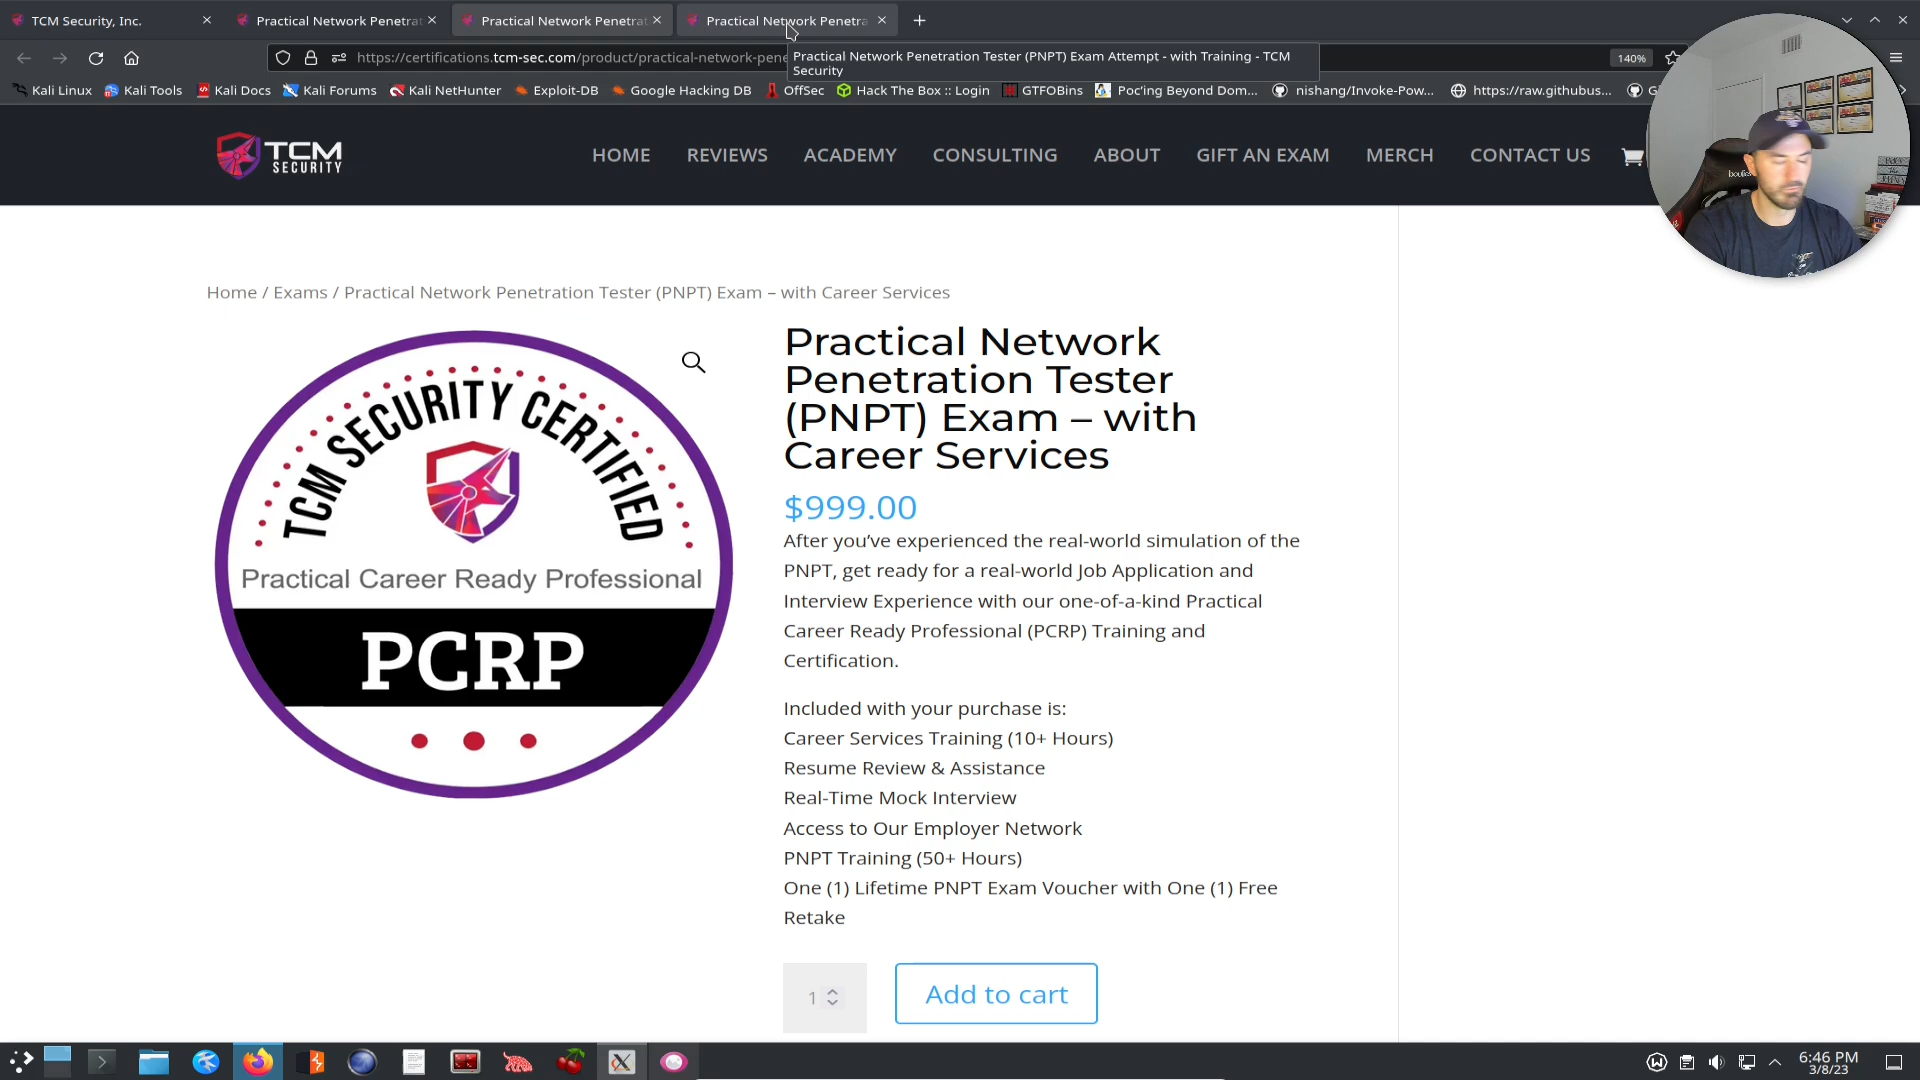 TCM Security, Inc.
Practical Network Penetrat
Practical Network Penetrat
Practical Network Penetra
https://certifications.tcm-sec.com/product/practical-network-pene
Practical Network Penetration Tester (PNPT) Exam Attempt - with Training - TCM
Security
140%
Kali Linux
Kali Tools
Kali Docs
Kali Forums
Kali NetHunter
Exploit-DB
Google Hacking DB
OffSec
Hack The Box :: Login
GTFOBins
Poc'ing Beyond Dom...
nishang/Invoke-Pow...
https://raw.githubus...
TCM
SECURITY
HOME
REVIEWS
ACADEMY
CONSULTING
ABOUT
GIFT AN EXAM
MERCH
CONTACT US
Home / Exams / Practical Network Penetration Tester (PNPT) Exam – with Career Services
TCM SECURITY CERTIFIED
Practical Career Ready Professional
PCRP
Practical Network
Penetration Tester
(PNPT) Exam – with
Career Services
$999.00
After you’ve experienced the real-world simulation of the
PNPT, get ready for a real-world Job Application and
Interview Experience with our one-of-a-kind Practical
Career Ready Professional (PCRP) Training and
Certification.
Included with your purchase is:
Career Services Training (10+ Hours)
Resume Review & Assistance
Real-Time Mock Interview
Access to Our Employer Network
PNPT Training (50+ Hours)
One (1) Lifetime PNPT Exam Voucher with One (1) Free
Retake
1
Add to cart
6:46 PM
3/8/23